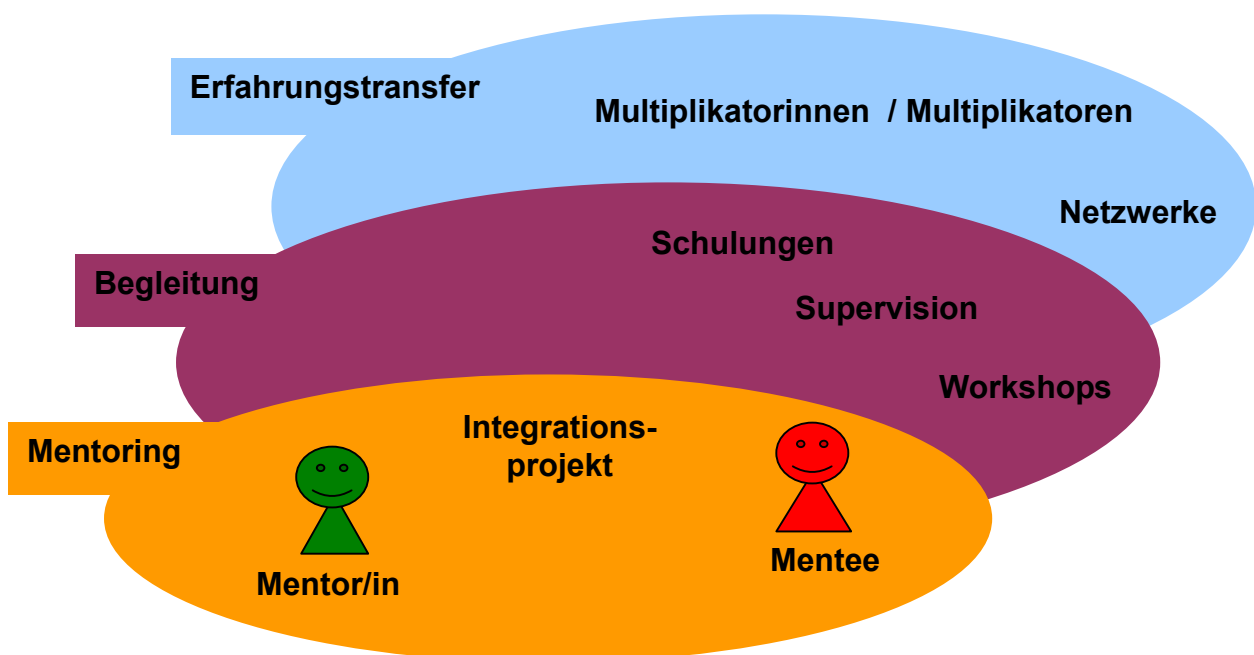 Erfahrungstransfer
Multiplikatorinnen / Multiplikatoren
Netzwerke
Schulungen
Begleitung
Supervision
Workshops
Integrations-
projekt
Mentoring
Mentor/in
Mentee